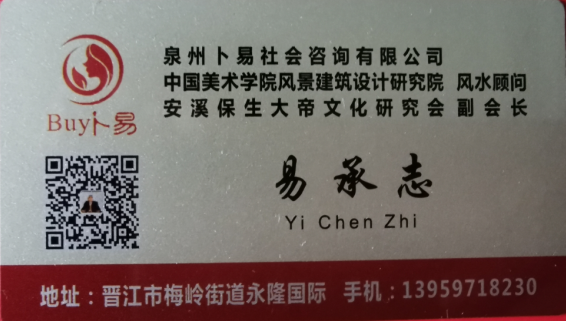 泉州卜易社会咨询有限公司
中国美术学院风景建筑设计研究院 风水顾问
安溪保生大帝文化研究会副会长
Buy卜易
易承志
Yi Chen Zhi
地址：晋江市梅岭街道永隆国际 手机：13959718230